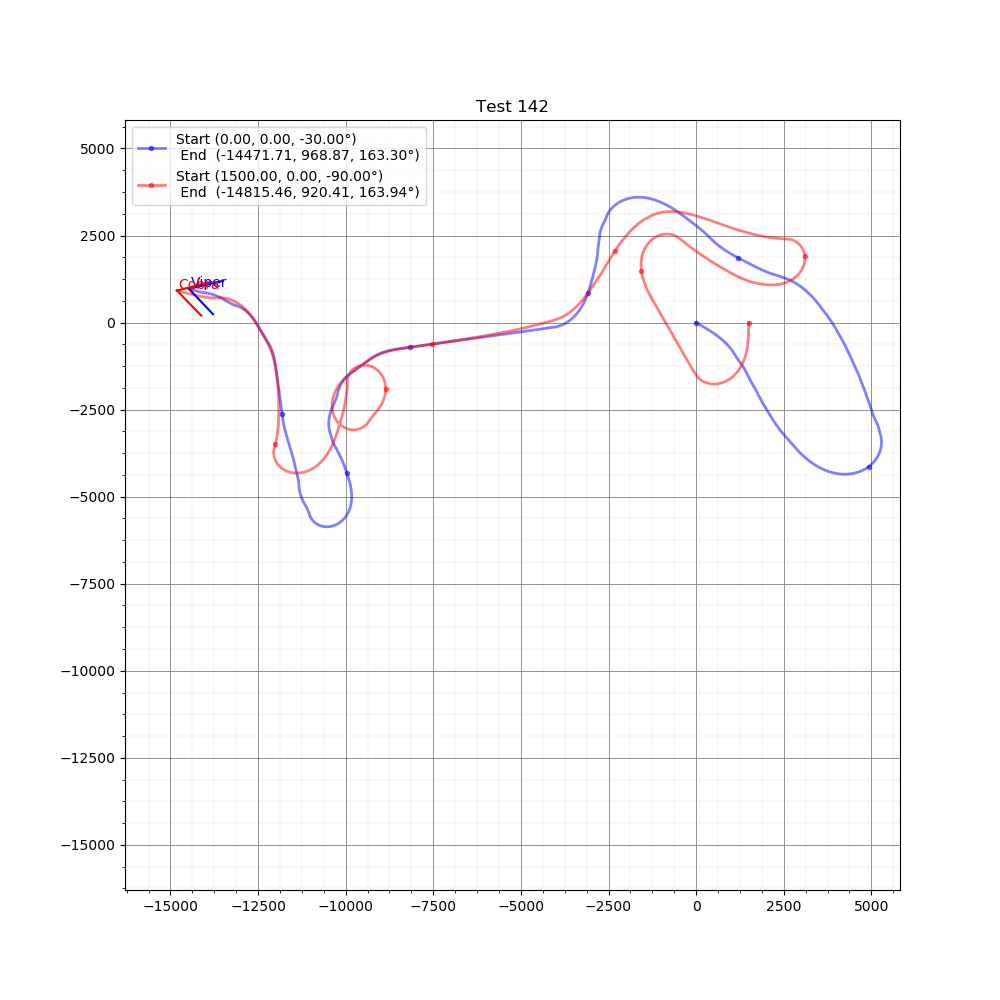 Test 142
Start (0.00, 0.00, -30.00°)
End (-14471.71, 968.87, 163.30°)
Start (1500.00, 0.00, -90.00°)
End (-14815.46, 920.41, 163.94°)
Viper
5000
2500
0
−2500
−5000
−7500
−10000
−12500
−15000
−15000 −12500 −10000 −7500 −5000 −2500 0 2500 5000